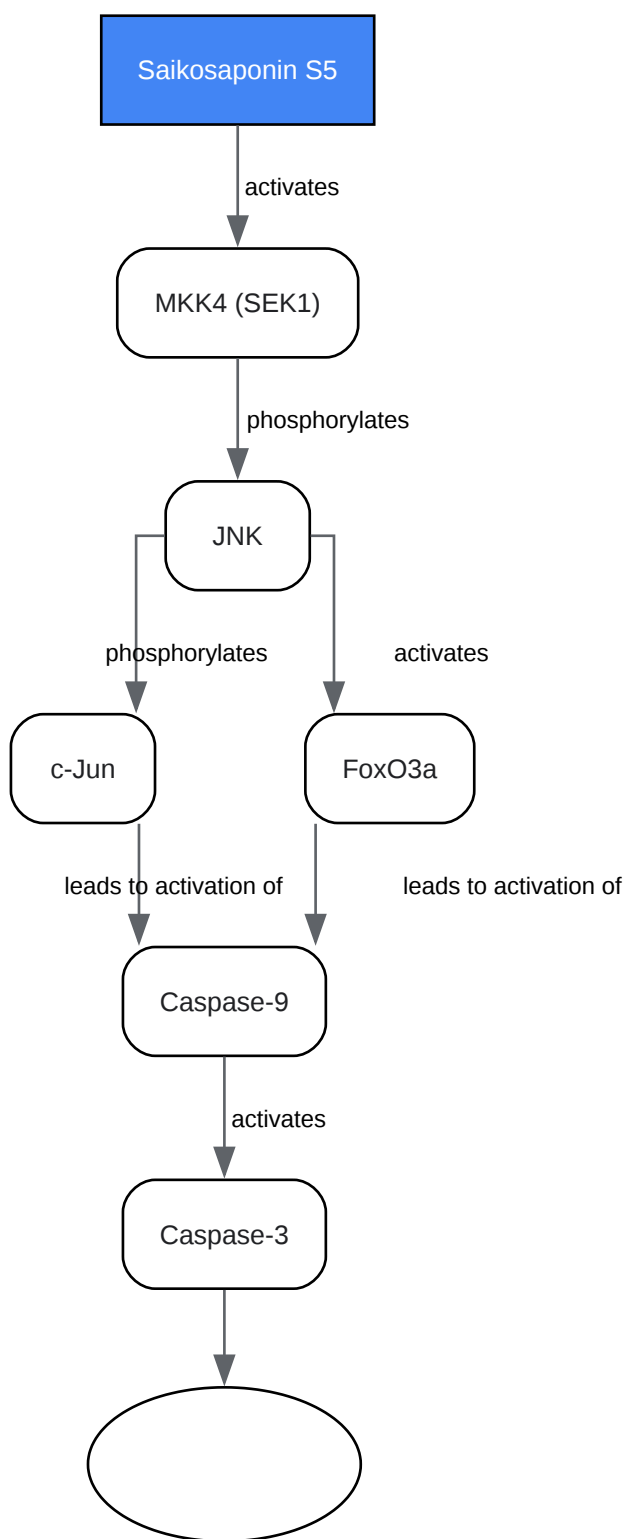 Saikosaponin S5
activates
MKK4 (SEK1)
phosphorylates
JNK
phosphorylates
activates
c-Jun
FoxO3a
leads to activation of
leads to activation of
Caspase-9
activates
Caspase-3